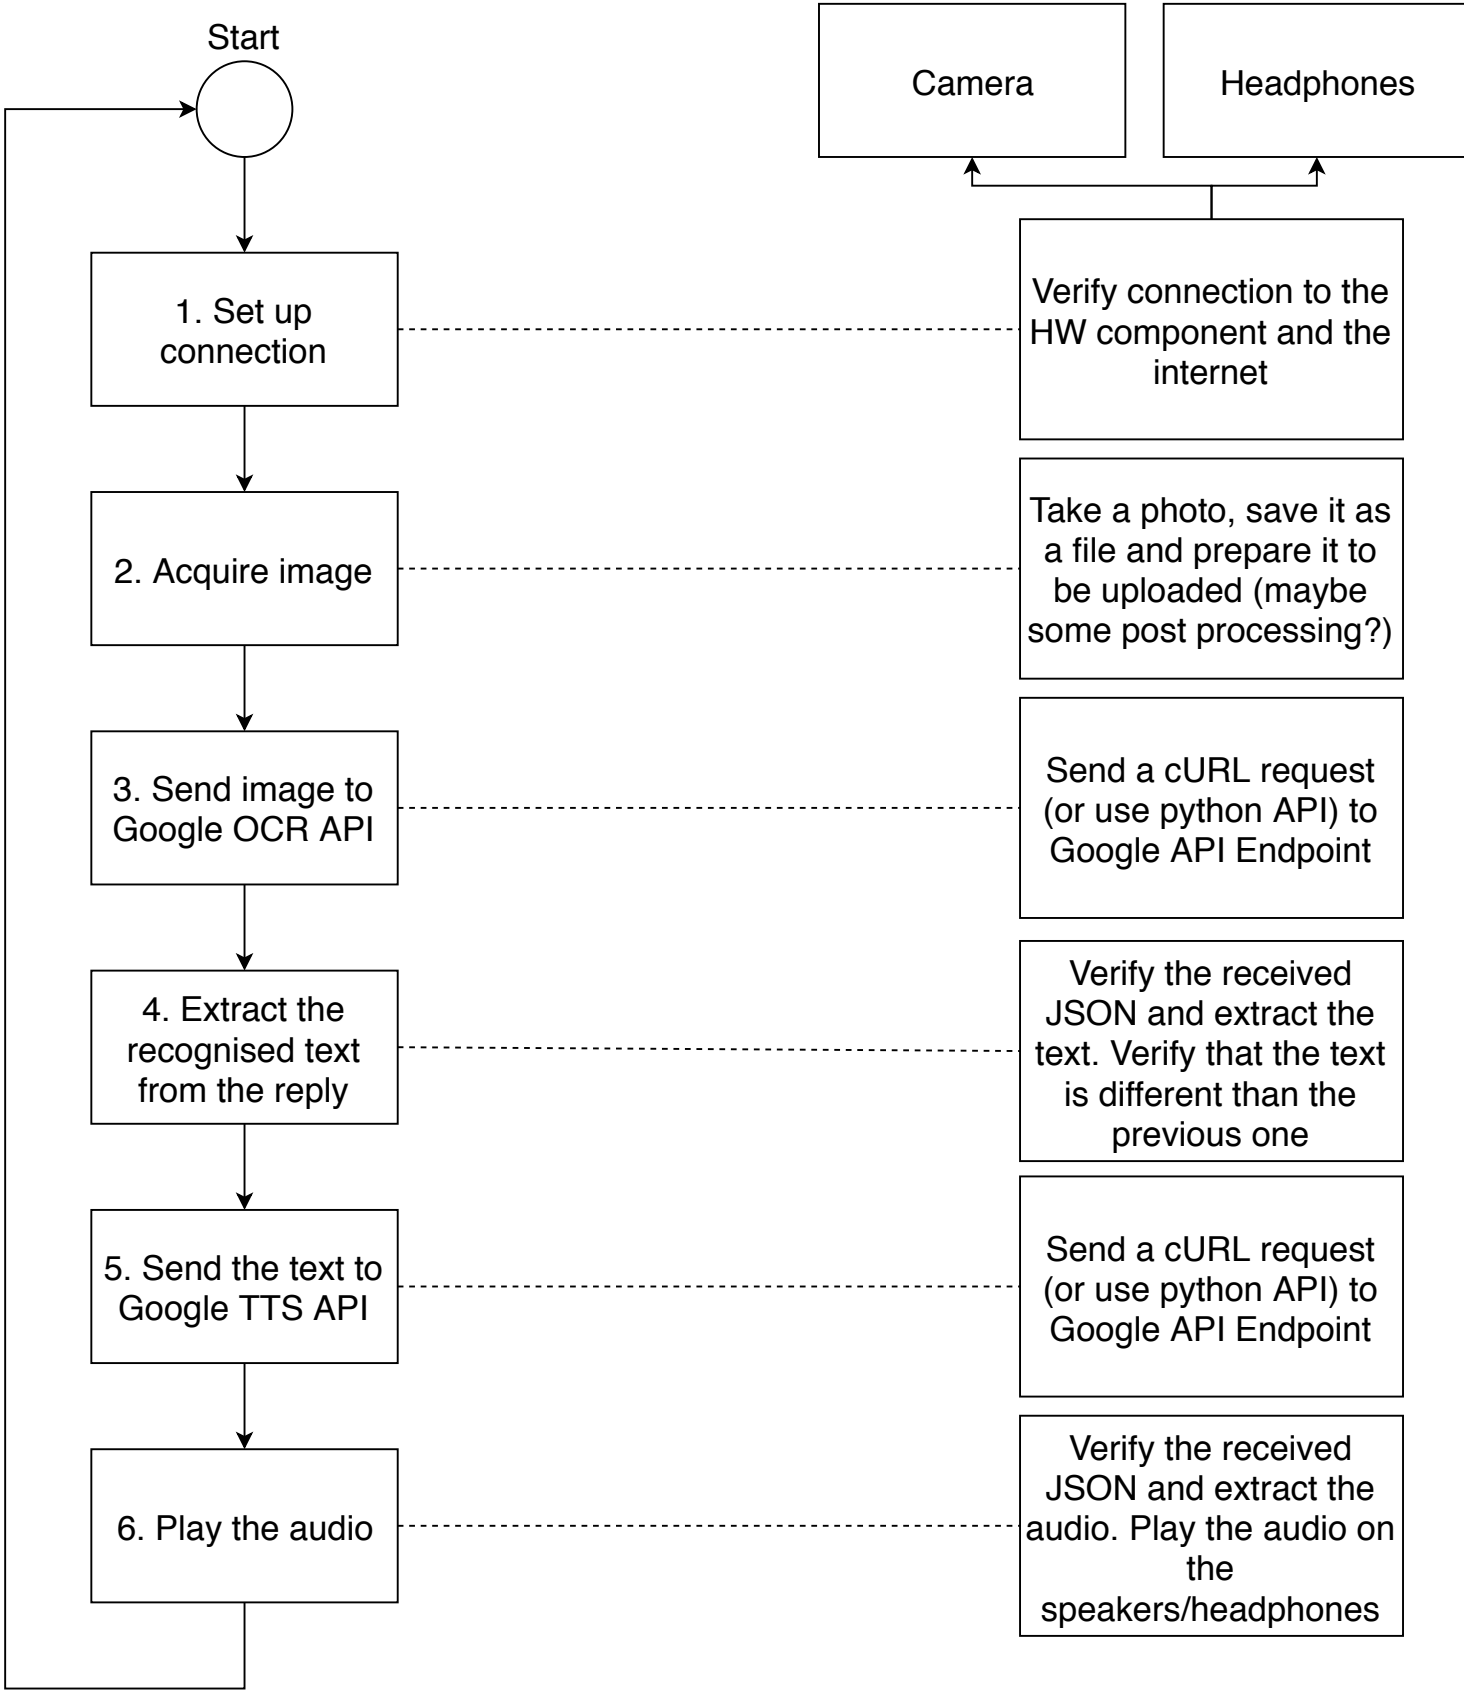 Start
Camera
Headphones
1. Set up
connection
Verify connection to the
HW component and the
internet
2. Acquire image
Take a photo, save it as
a file and prepare it to
be uploaded (maybe
some post processing?)
3. Send image to
Google OCR API
Send a cURL request
(or use python API) to
Google API Endpoint
4. Extract the
recognised text
from the reply
Verify the received
JSON and extract the
text. Verify that the text
is different than the
previous one
5. Send the text to
Google TTS API
Send a cURL request
(or use python API) to
Google API Endpoint
6. Play the audio
Verify the received
JSON and extract the
audio. Play the audio on
the
speakers/headphones